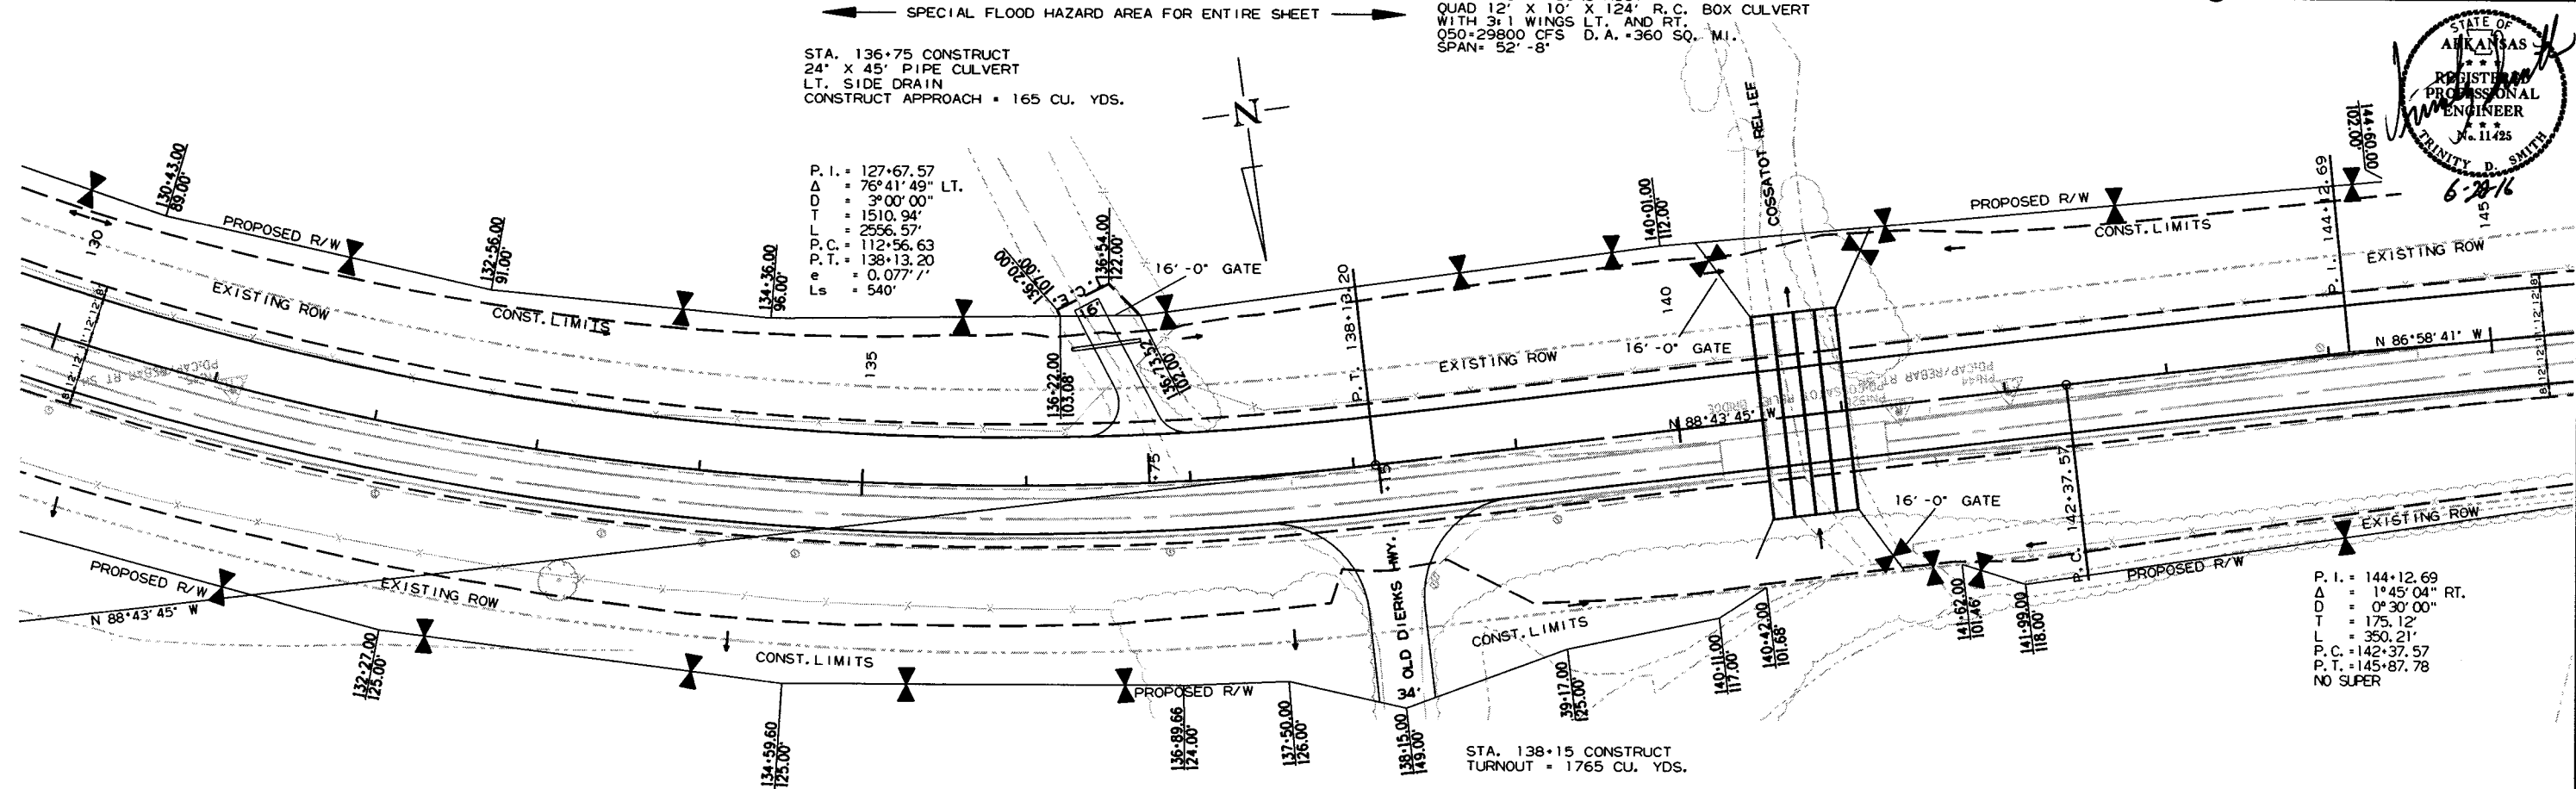 SPECIAL FLOOD HAZARD AREA FOR ENTIRE SHEET
QUAD 12' X 10' X 124' R.C. BOX CULVERT
WITH 3:1 WINGS LT. AND RT.
Q50=29800 CFS D.A.=360 SQ. MI.
SPAN= 52'-8"
STA. 136+75 CONSTRUCT
24" X 45' PIPE CULVERT
LT. SIDE DRAIN
CONSTRUCT APPROACH = 165 CU. YDS.
STATE OF
ARKANSAS
REGISTERED
PROFESSIONAL
ENGINEER
No. 11425
TRINITY D. SMITH
6-28-16
N
P.I. = 127+67.57
Δ = 76°41'49" LT.
D = 3°00'00"
T = 1510.94'
L = 2556.57'
P.C. = 112+56.63
P.T. = 138+13.20
e = 0.077'/'
Ls = 540'
130+43.00
89.00'
132+56.00
91.00'
134+36.00
96.00'
136+20.00
107.00'
136+54.00
122.00'
136+22.00
103.08'
136+73.52
102.00'
140+01.00
112.00'
144+60.00
102.00'
PROPOSED R/W
PROPOSED R/W
130
135
140
145
EXISTING ROW
CONST. LIMITS
L. C.
16'
16'-0" GATE
P.T. 138+13.20
COSSATOT RELIEF
16'-0" GATE
EXISTING ROW
CONST. LIMITS
EXISTING ROW
P.I. 144+12.69
N 86°58'41" W
N 88°43'45" W
+75
+15
P.C. 142+37.57
16'-0" GATE
OLD DIERKS HWY.
34'
PROPOSED R/W
N 88°43'45" W
EXISTING ROW
CONST. LIMITS
PROPOSED R/W
CONST. LIMITS
PROPOSED R/W
EXISTING ROW
132+27.00
125.00'
134+59.60
125.00'
136+89.66
124.00'
137+50.00
126.00'
138+15.00
149.00'
39+17.00
125.00'
140+11.00
117.00'
140+42.00
101.68'
141+62.00
101.46'
141+99.00
118.00'
STA. 138+15 CONSTRUCT
TURNOUT = 1765 CU. YDS.
P.I. = 144+12.69
Δ = 1°45'04" RT.
D = 0°30'00"
T = 175.12'
L = 350.21'
P.C. =142+37.57
P.T. =145+87.78
NO SUPER